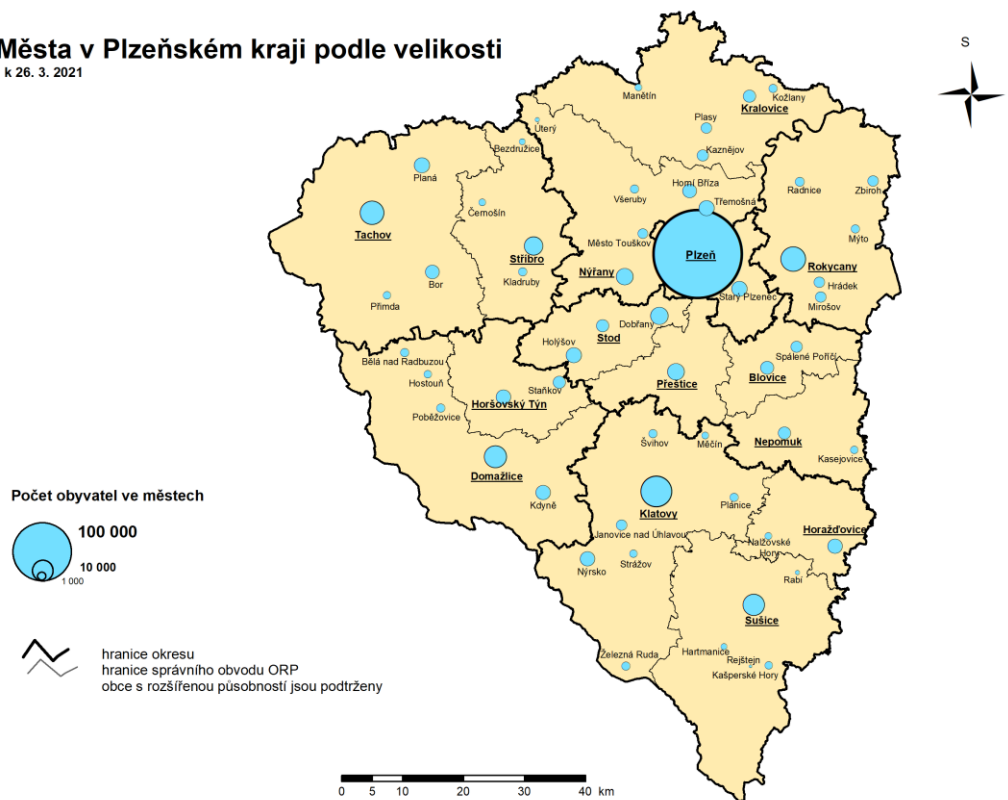 Města v Plzeňském kraji podle velikosti
k 26. 3. 2021
S
Manětín
Kralovice
Kožlany
Plasy
Úterý
Bezdružice
Kaznějov
Planá
Horní Bříza
Radnice
Zbiroh
Všeruby
Třemošná
Černošín
Tachov
Město Touškov
Mýto
Stříbro
Plzeň
Nýřany
Rokycany
Bor
Kladruby
Hrádek
Přimda
Starý Plzenec
Mirošov
Dobřany
Stod
Holýšov
Bělá nad Radbuzou
Spálené Poříčí
Hostouň
Staňkov
Přeštice
Blovice
Horšovský Týn
Poběžovice
Švihov
Měčín
Nepomuk
Kasejovice
Domažlice
Kdyně
Klatovy
Plánice
Janovice nad Úhlavou
Horažďovice
Nalžovské
Hory
Strážov
Nýrsko
Rabí
Sušice
Železná Ruda
Hartmanice
Rejštejn
Kašperské Hory
Počet obyvatel ve městech
100 000
10 000
1 000
hranice okresu
hranice správního obvodu ORP
obce s rozšířenou působností jsou podtrženy
0 5 10 20 30 40 km